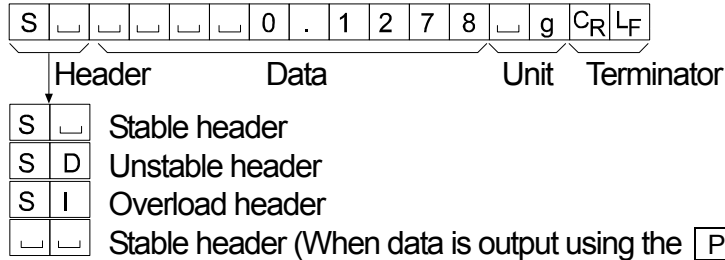 S ␣ ␣ ␣ ␣ ␣ 0 . 1 2 7 8 ␣ g CR LF
Header Data Unit Terminator
S ␣ Stable header
S D Unstable header
S I Overload header
␣ ␣ Stable header (When data is output using the P